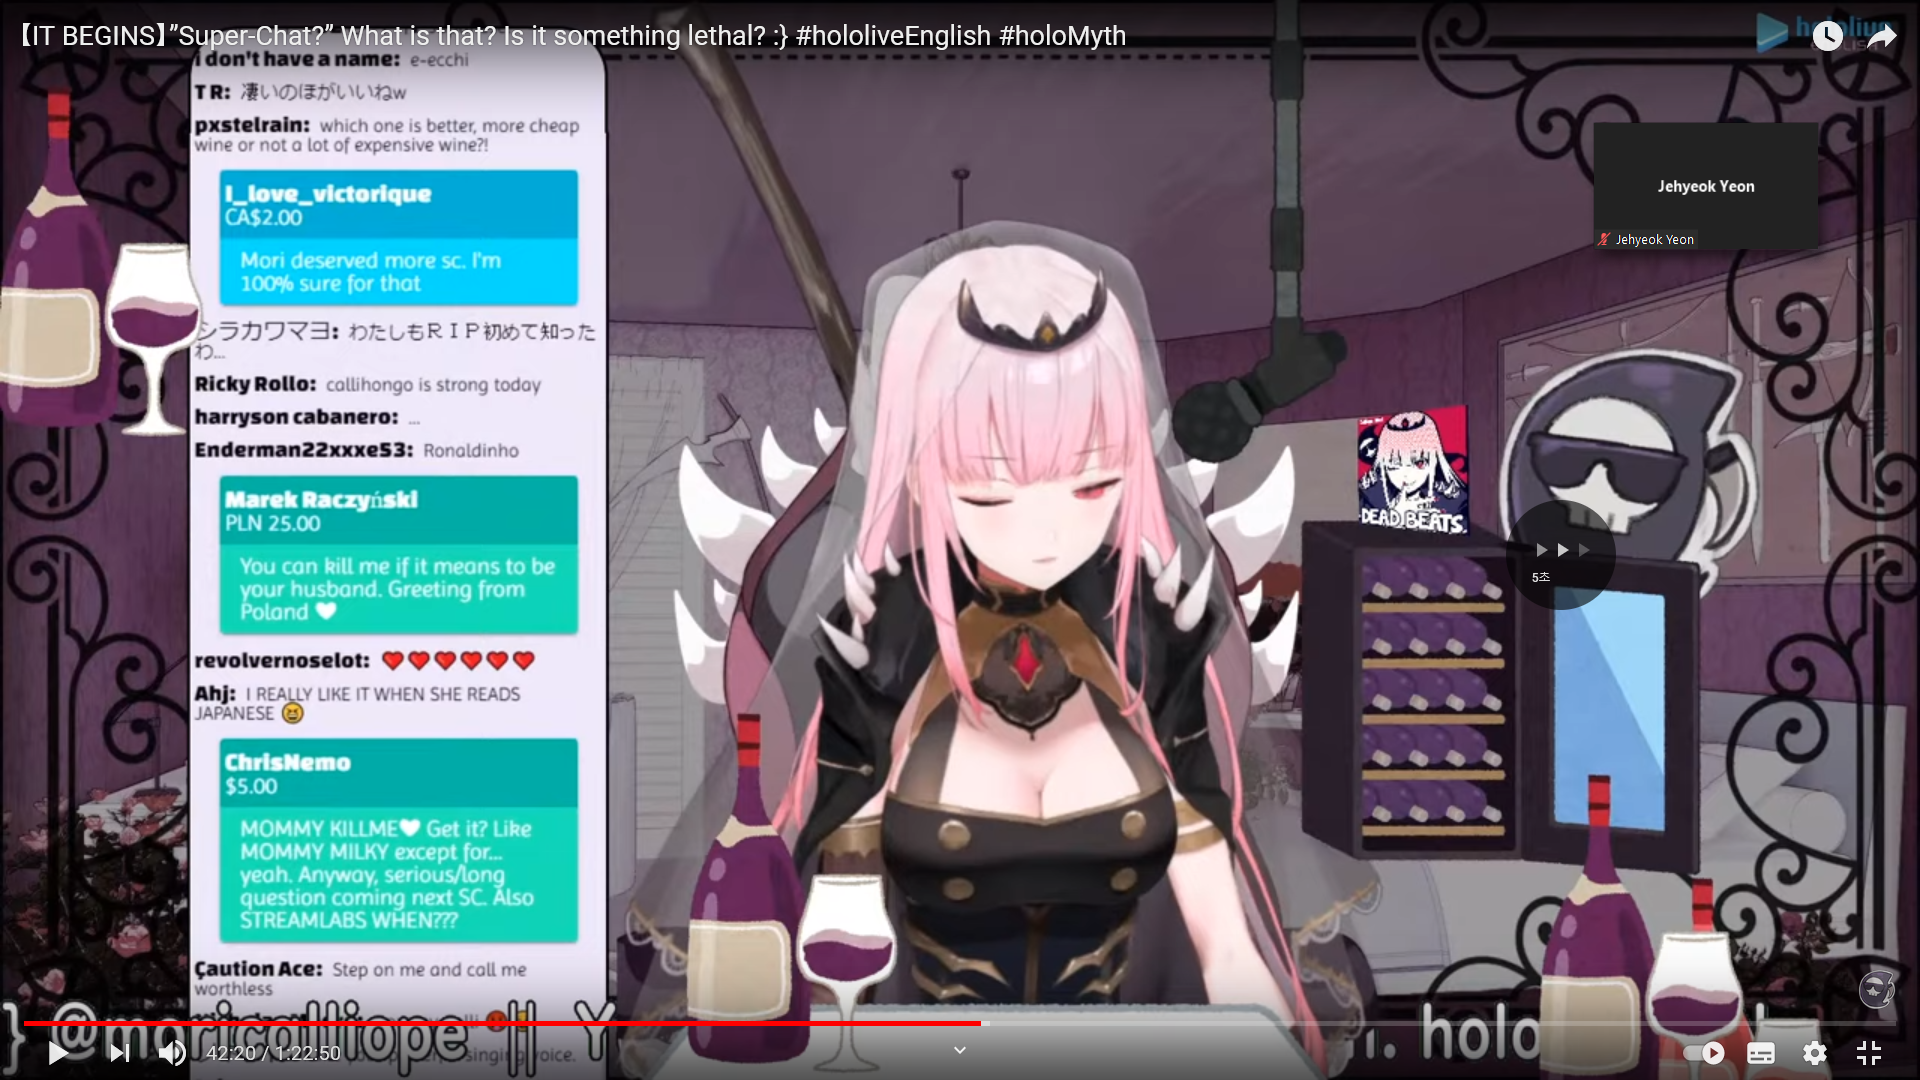 【IT BEGINS】”Super-Chat?” What is that? Is it something lethal? :} #hololiveEnglish #holoMyth
i don't have a name: e-ecchi
T R: 凄いのほがいいねw
pxstelrain: which one is better, more cheap
wine or not a lot of expensive wine?!
I_love_victorique
CA$2.00
Mori deserved more sc. I'm
100% sure for that
シラカワマヨ: わたしもＲＩＰ初めて知った
わ...
Ricky Rollo: callihongo is strong today
harryson cabanero: ...
Enderman22xxxe53: Ronaldinho
Marek Raczyński
PLN 25.00
You can kill me if it means to be
your husband. Greeting from
Poland 🤍
revolvernoselot: ❤❤❤❤❤❤
Ahj: I REALLY LIKE IT WHEN SHE READS
JAPANESE 😆
ChrisNemo
$5.00
MOMMY KILLME🤍 Get it? Like
MOMMY MILKY except for...
yeah. Anyway, serious/long
question coming next SC. Also
STREAMLABS WHEN???
Çaution Ace: Step on me and call me
worthless
singing voice.
} @moricalliope || Y
holo
42:20 / 1:22:50
hololive
Jehyeok Yeon
Jehyeok Yeon
DEAD BEATS
5초